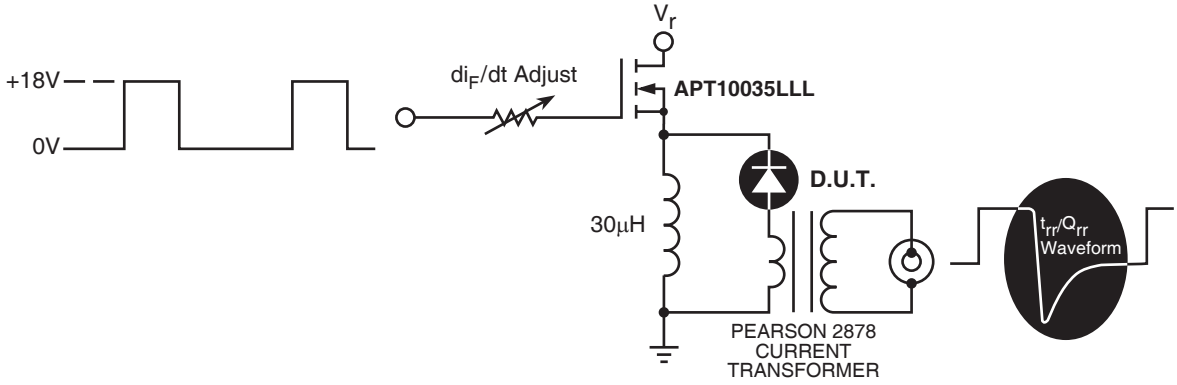 V_r
+18V
0V
di_F/dt Adjust
APT10035LLL
D.U.T.
30µH
t_rr/Q_rr
Waveform
PEARSON 2878
CURRENT
TRANSFORMER